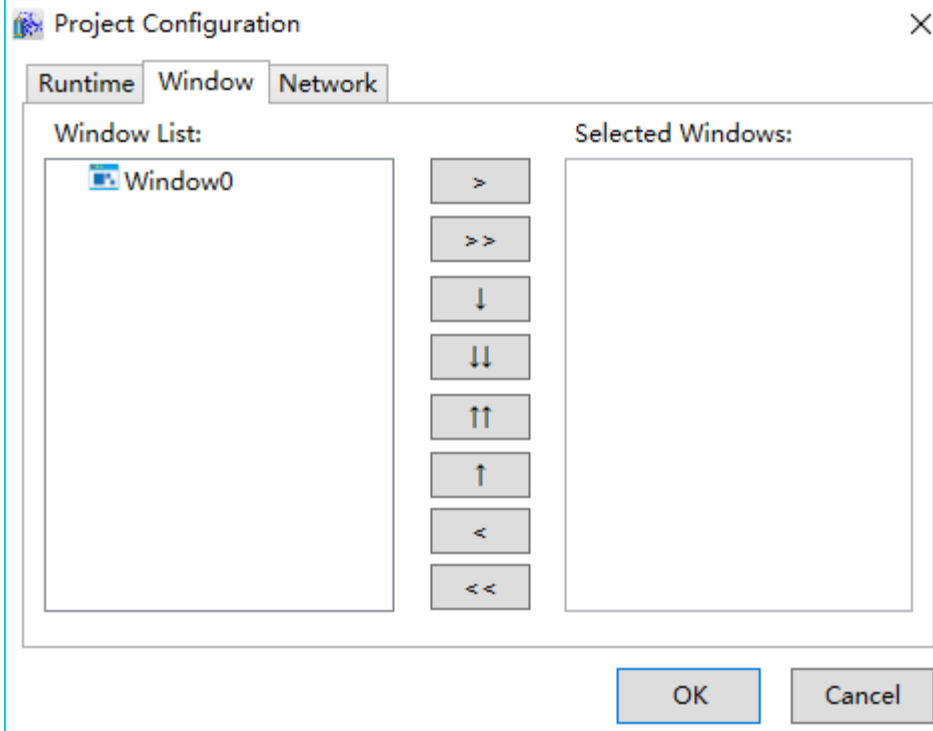 Project Configuration
Runtime Window Network
Window List:
Selected Windows:
Window0
>
>>
↓
↓↓
↑↑
↑
<
<<
OK
Cancel